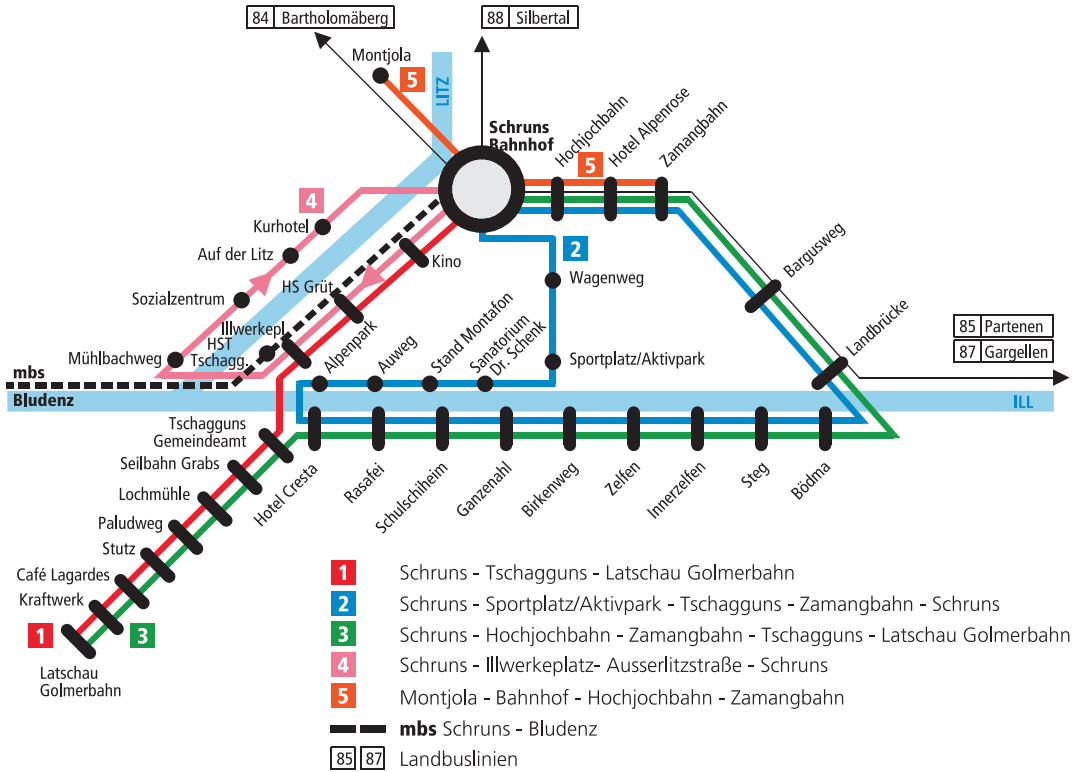 84 Bartholomäberg
88 Silbertal
Montjola
5
LITZ
Schruns
Bahnhof
Hochjochbahn
Hotel Alpenrose
Zamangbahn
5
4
Kurhotel
Auf der Litz
Sozialzentrum
Mühlbachweg
HS Grüt
Kino
Illwerkepl.
HST
Tschagg.
2
Wagenweg
Sportplatz/Aktivpark
Bargusweg
Landbrücke
85 Partenen
87 Gargellen
Alpenpark
Auweg
Stand Montafon
Sanatorium
Dr. Schenk
mbs
Bludenz
ILL
Tschagguns
Gemeindeamt
Seilbahn Grabs
Lochmühle
Paludweg
Stutz
Café Lagardes
Kraftwerk
1
3
Latschau
Golmerbahn
Hotel Cresta
Rasafei
Schulschiheim
Ganzenahl
Birkenweg
Zelfen
Innerzelfen
Steg
Bödma
1 Schruns - Tschagguns - Latschau Golmerbahn
2 Schruns - Sportplatz/Aktivpark - Tschagguns - Zamangbahn - Schruns
3 Schruns - Hochjochbahn - Zamangbahn - Tschagguns - Latschau Golmerbahn
4 Schruns - Illwerkeplatz- Ausserlitzstraße - Schruns
5 Montjola - Bahnhof - Hochjochbahn - Zamangbahn
mbs Schruns - Bludenz
85 87 Landbuslinien